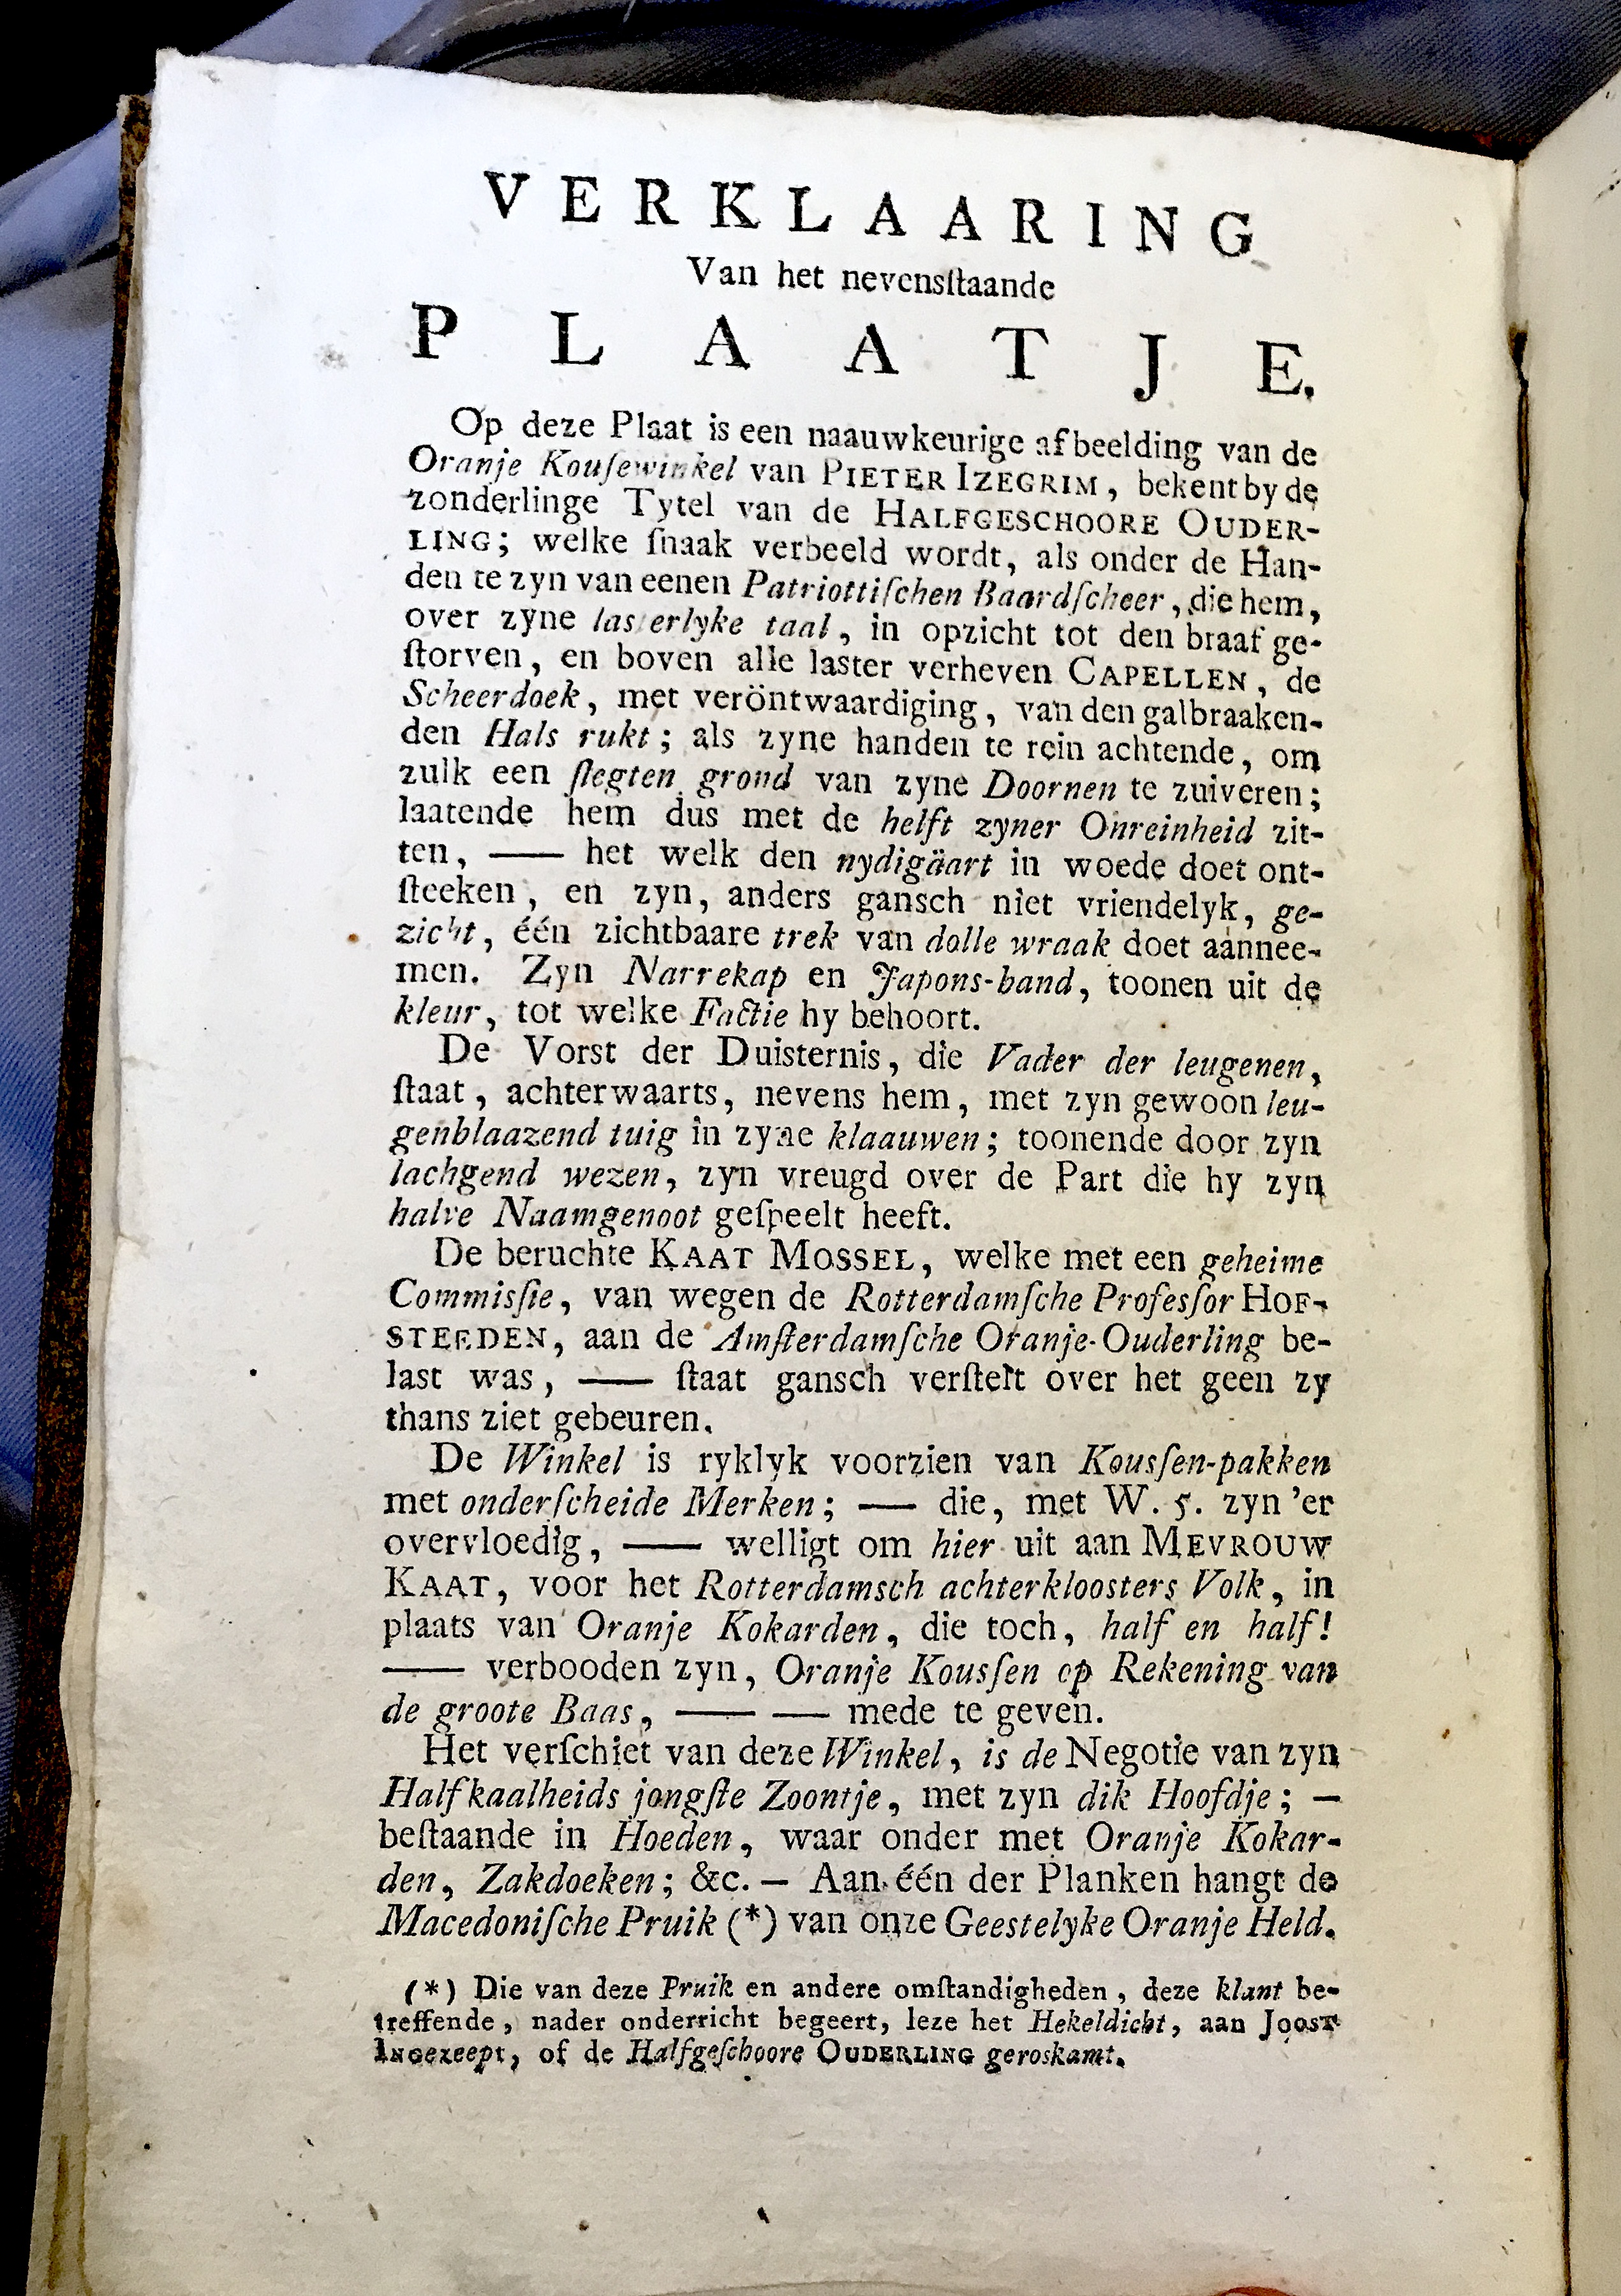 VERKLAARING
Van het nevensſtaande
PLAATJE.
Op deze Plaat is een naauwkeurige afbeelding van de
Oranje Kouſewinkel van PIETER IZEGRIM, bekent by de
zonderlinge Tytel van de HALFGESCHOORE OUDER-
LING; welke ſnaak verbeeld wordt, als onder de Han-
den te zyn van eenen Patriottiſchen Baardſcheer, die hem,
over zyne lasterlyke taal, in opzicht tot den braaf ge-
ſtorven, en boven alle laster verheven CAPELLEN, de
Scheerdoek, met veröntwaardiging, van den galbraaken-
den Hals rukt; als zyne handen te rein achtende, om
zulk een ſlegten grond van zyne Doornen te zuiveren;
laatende hem dus met de helft zyner Onreinheid zit-
ten, —— het welk den nydigäart in woede doet ont-
ſteeken, en zyn, anders gansch niet vriendelyk, ge-
zicht, één zichtbaare trek van dolle wraak doet aannee-
men. Zyn Narrekap en Japons-band, toonen uit de
kleur, tot welke Factie hy behoort.
De Vorst der Duisternis, die Vader der leugenen,
ſtaat, achterwaarts, nevens hem, met zyn gewoon leu-
genblaazend tuig in zyne klaauwen; toonende door zyn
lachgend wezen, zyn vreugd over de Part die hy zyn
halve Naamgenoot geſpeelt heeft.
De beruchte KAAT MOSSEL, welke met een geheime
Commisſie, van wegen de Rotterdamſche Profesſor HOF-
STEEDEN, aan de Amſterdamſche Oranje-Ouderling be-
last was, —— ſtaat gansch verſtelt over het geen zy
thans ziet gebeuren.
De Winkel is ryklyk voorzien van Kousſen-pakken
met onderſcheide Merken; —— die, met W. 5. zyn 'er
overvloedig, —— welligt om hier uit aan MEVROUW
KAAT, voor het Rotterdamsch achterkloosters Volk, in
plaats van Oranje Kokarden, die toch, half en half!
—— verbooden zyn, Oranje Kousſen op Rekening van
de groote Baas, —— — mede te geven.
Het verſchiet van deze Winkel, is de Negotie van zyn
Halfkaalheids jongſte Zoontje, met zyn dik Hoofdje; —
beſtaande in Hoeden, waar onder met Oranje Kokar-
den, Zakdoeken; &c. — Aan één der Planken hangt de
Macedoniſche Pruik (*) van onze Geestelyke Oranje Held.
(*) Die van deze Pruik en andere omſtandigheden, deze klant be-
treffende, nader onderricht begeert, leze het Hekeldicht, aan JOOST
INGEZEEPT, of de Halfgeſchoore OUDERLING geroskamt.